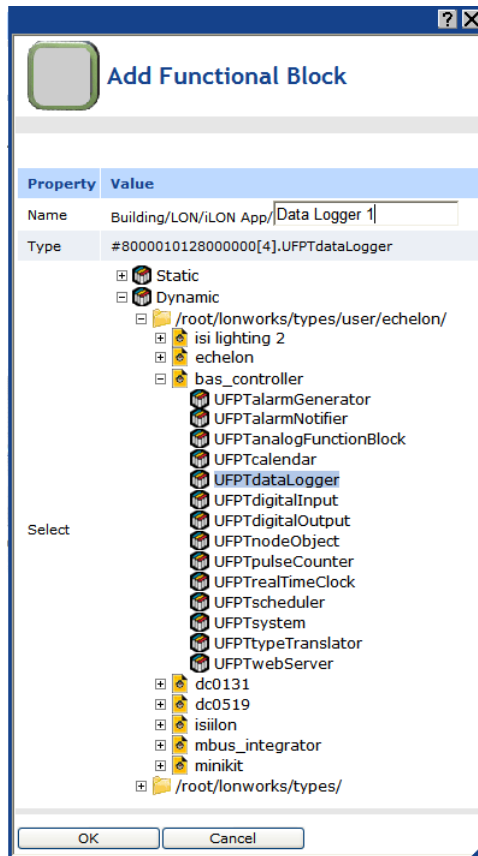 Add Functional Block
Property Value
Name Building/LON/iLON App/ Data Logger 1
Type #8000010128000000[4].UFPTdataLogger
Static
Dynamic
/root/lonworks/types/user/echelon/
isi lighting 2
echelon
bas_controller
UFPTalarmGenerator
UFPTalarmNotifier
UFPTanalogFunctionBlock
UFPTcalendar
UFPTdataLogger
UFPTdigitalInput
Select
UFPTdigitalOutput
UFPTnodeObject
UFPTpulseCounter
UFPTrealTimeClock
UFPTscheduler
UFPTsystem
UFPTtypeTranslator
UFPTwebServer
dc0131
dc0519
isiilon
mbus_integrator
minikit
/root/lonworks/types/
OK Cancel